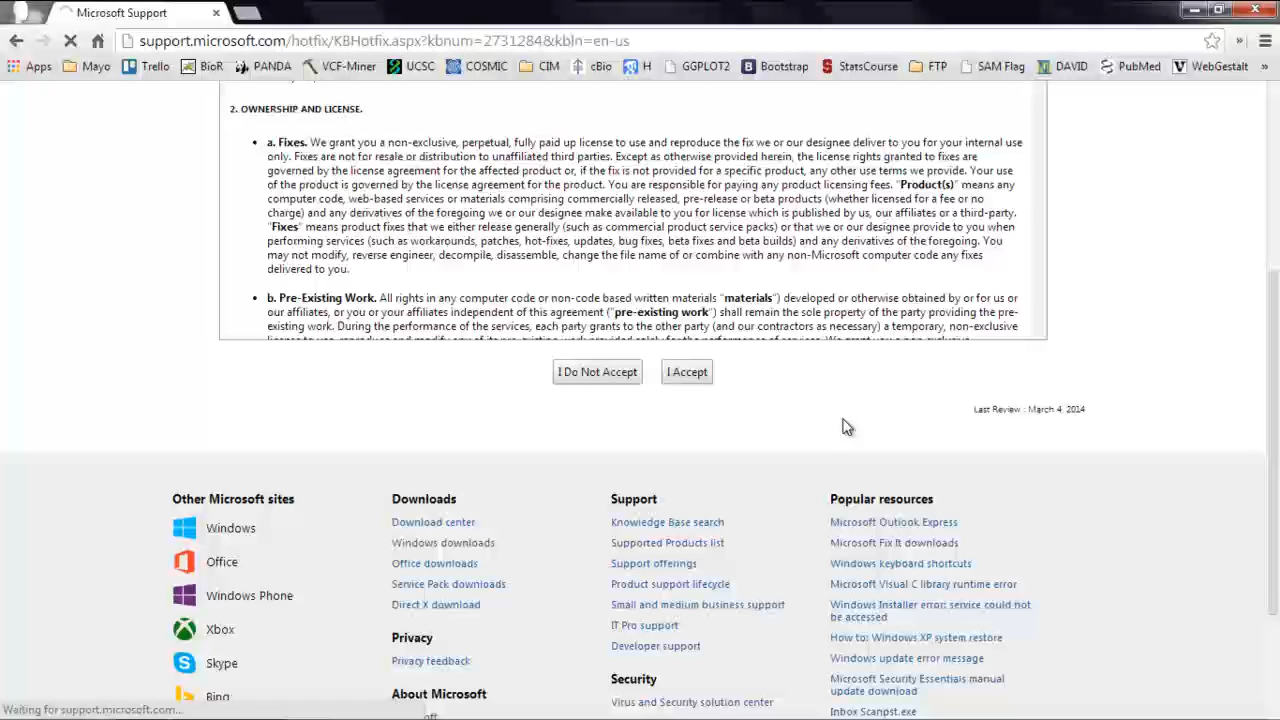 Microsoft Support
support.microsoft.com/hotfix/KBHotfix.aspx?kbnum=2731284&kbln=en-us
Apps Mayo Trello BioR PANDA VCF-Miner UCSC COSMIC CIM cBio H GGPLOT2 Bootstrap StatsCourse FTP SAM Flag DAVID PubMed WebGestalt
2. OWNERSHIP AND LICENSE.
a. Fixes. We grant you a non-exclusive, perpetual, fully paid up license to use and reproduce the fix we or our designee deliver to you for your internal use
only. Fixes are not for resale or distribution to unaffiliated third parties. Except as otherwise provided herein, the license rights granted to fixes are
governed by the license agreement for the affected product or, if the fix is not provided for a specific product, any other use terms we provide. Your use
of the product is governed by the license agreement for the product. You are responsible for paying any product licensing fees. "Product(s)" means any
computer code, web-based services or materials comprising commercially released, pre-release or beta products (whether licensed for a fee or no
charge) and any derivatives of the foregoing we or our designee make available to you for license which is published by us, our affiliates or a third-party.
"Fixes" means product fixes that we either release generally (such as commercial product service packs) or that we or our designee provide to you when
performing services (such as workarounds, patches, hot-fixes, updates, bug fixes, beta fixes and beta builds) and any derivatives of the foregoing. You
may not modify, reverse engineer, decompile, disassemble, change the file name of or combine with any non-Microsoft computer code any fixes
delivered to you.
b. Pre-Existing Work. All rights in any computer code or non-code based written materials "materials") developed or otherwise obtained by or for us or
our affiliates, or you or your affiliates independent of this agreement ("pre-existing work") shall remain the sole property of the party providing the pre-
existing work. During the performance of the services, each party grants to the other party (and our contractors as necessary) a temporary, non-exclusive
I Do Not Accept I Accept
Last Review : March 4, 2014
Other Microsoft sites
Windows
Office
Windows Phone
Xbox
Skype
Bing
Downloads
Download center
Windows downloads
Office downloads
Service Pack downloads
Direct X download
Privacy
Privacy feedback
About Microsoft
Support
Knowledge Base search
Supported Products list
Support offerings
Product support lifecycle
Small and medium business support
IT Pro support
Developer support
Security
Virus and Security solution center
Popular resources
Microsoft Outlook Express
Microsoft Fix It downloads
Windows keyboard shortcuts
Microsoft Visual C library runtime error
Windows Installer error: service could not
be accessed
How to: Windows XP system restore
Windows update error message
Microsoft Security Essentials manual
update download
Inbox Scanpst.exe
Waiting for support.microsoft.com...